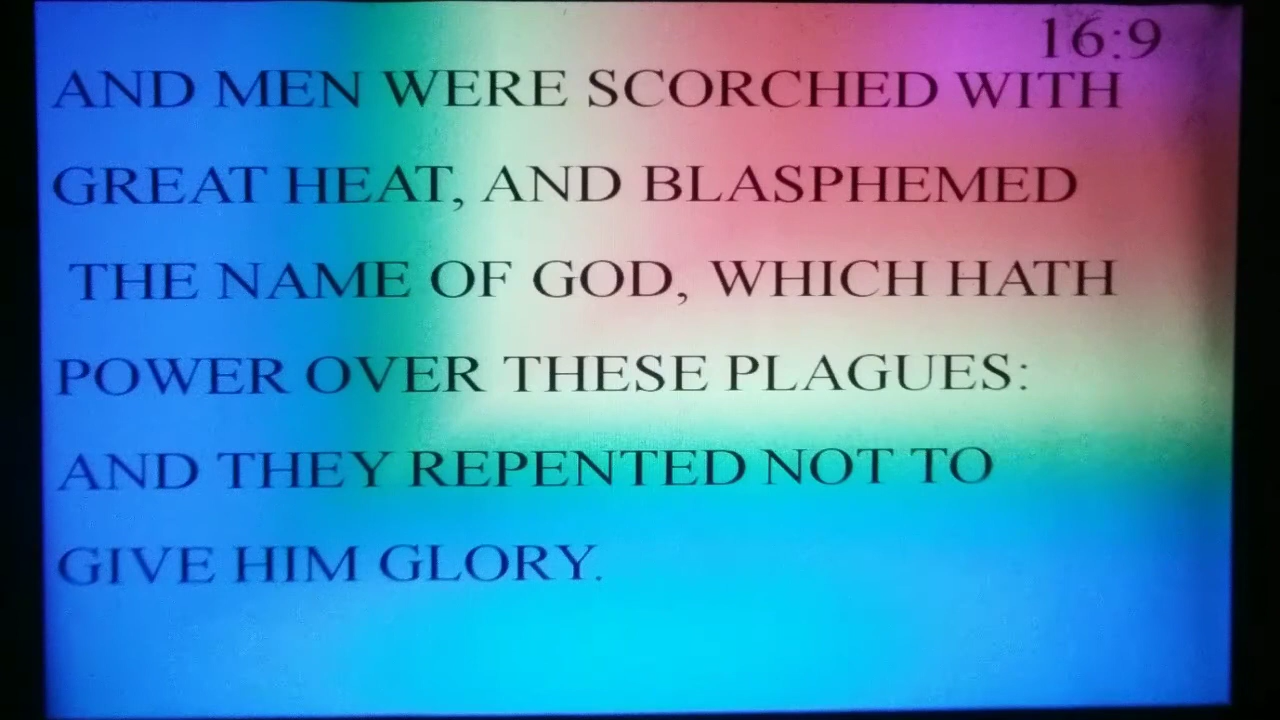 16:9
AND MEN WERE SCORCHED WITH
GREAT HEAT, AND BLASPHEMED
THE NAME OF GOD, WHICH HATH
POWER OVER THESE PLAGUES:
AND THEY REPENTED NOT TO
GIVE HIM GLORY.